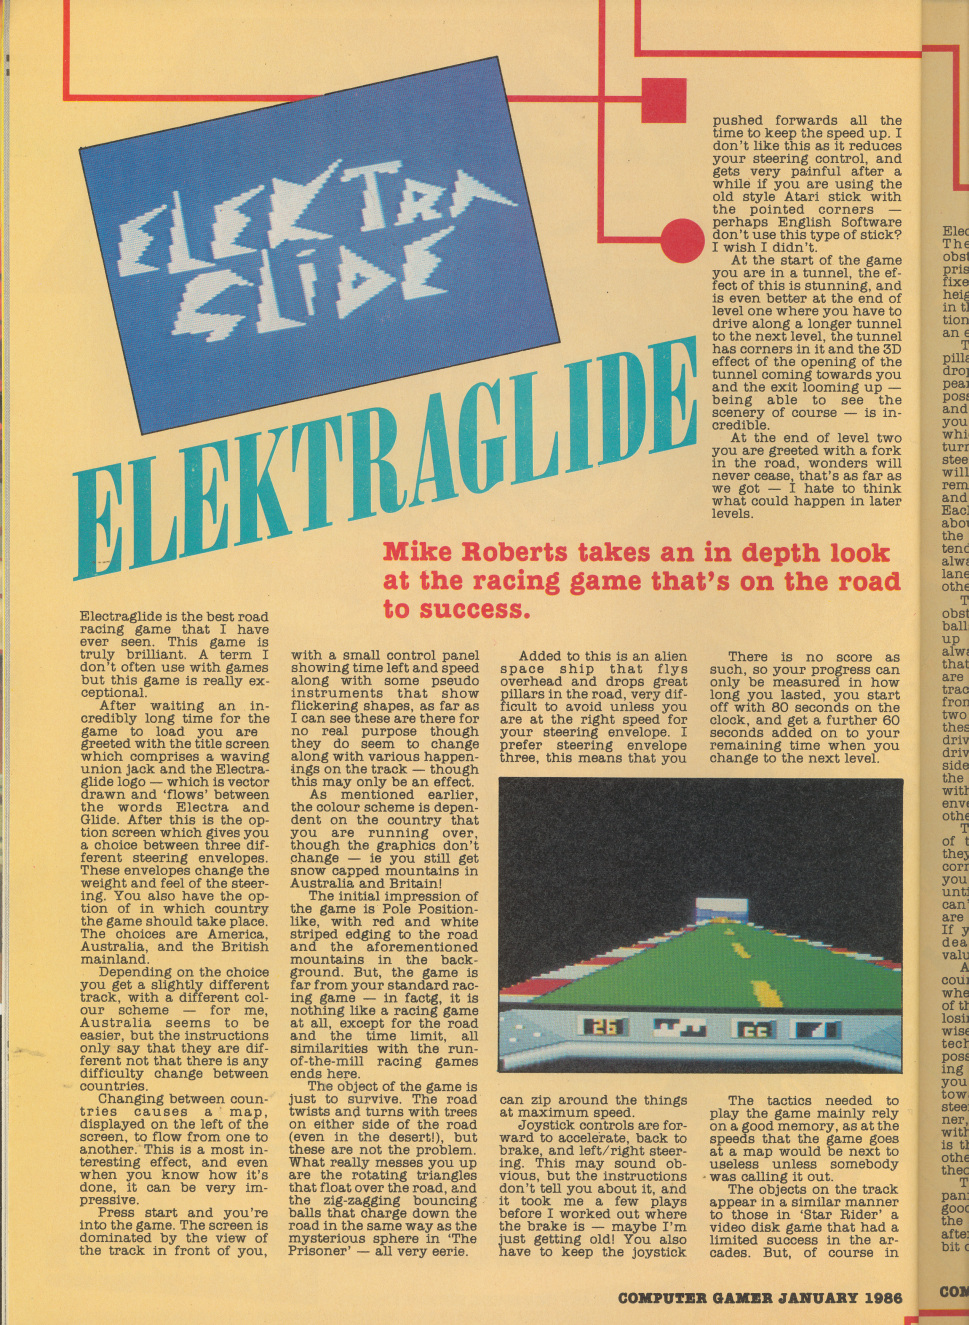 ELEKTRA
GLIDE
ELEKTRAGLIDE
Mike Roberts takes an in depth look
at the racing game that's on the road
to success.
Electraglide is the best road
racing game that I have
ever seen. This game is
truly brilliant. A term I
don't often use with games
but this game is really ex-
ceptional.
After waiting an in-
credibly long time for the
game to load you are
greeted with the title screen
which comprises a waving
union jack and the Electra-
glide logo — which is vector
drawn and 'flows' between
the words Electra and
Glide. After this is the op-
tion screen which gives you
a choice between three dif-
ferent steering envelopes.
These envelopes change the
weight and feel of the steer-
ing. You also have the op-
tion of in which country
the game should take place.
The choices are America,
Australia, and the British
mainland.
Depending on the choice
you get a slightly different
track, with a different col-
our scheme — for me,
Australia seems to be
easier, but the instructions
only say that they are dif-
ferent not that there is any
difficulty change between
countries.
Changing between coun-
tries causes a map,
displayed on the left of the
screen, to flow from one to
another. This is a most in-
teresting effect, and even
when you know how it's
done, it can be very im-
pressive.
Press start and you're
into the game. The screen is
dominated by the view of
the track in front of you,
with a small control panel
showing time left and speed
along with some pseudo
instruments that show
flickering shapes, as far as
I can see these are there for
no real purpose though
they do seem to change
along with various happen-
ings on the track — though
this may only be an effect.
As mentioned earlier,
the colour scheme is depen-
dent on the country that
you are running over,
though the graphics don't
change — ie you still get
snow capped mountains in
Australia and Britain!
The initial impression of
the game is Pole Position-
like, with red and white
striped edging to the road
and the aforementioned
mountains in the back-
ground. But, the game is
far from your standard rac-
ing game — in factg, it is
nothing like a racing game
at all, except for the road
and the time limit, all
similarities with the run-
of-the-mill racing games
ends here.
The object of the game is
just to survive. The road
twists and turns with trees
on either side of the road
(even in the desert!), but
these are not the problem.
What really messes you up
are the rotating triangles
that float over the road, and
the zig-zagging bouncing
balls that charge down the
road in the same way as the
mysterious sphere in 'The
Prisoner' — all very eerie.
Added to this is an alien
space ship that flys
overhead and drops great
pillars in the road, very dif-
ficult to avoid unless you
are at the right speed for
your steering envelope. I
prefer steering envelope
three, this means that you
can zip around the things
at maximum speed.
Joystick controls are for-
ward to accelerate, back to
brake, and left/right steer-
ing. This may sound ob-
vious, but the instructions
don't tell you about it, and
it took me a few plays
before I worked out where
the brake is — maybe I'm
just getting old! You also
have to keep the joystick
pushed forwards all the
time to keep the speed up. I
don't like this as it reduces
your steering control, and
gets very painful after a
while if you are using the
old style Atari stick with
the pointed corners —
perhaps English Software
don't use this type of stick?
I wish I didn't.
At the start of the game
you are in a tunnel, the ef-
fect of this is stunning, and
is even better at the end of
level one where you have to
drive along a longer tunnel
to the next level, the tunnel
has corners in it and the 3D
effect of the opening of the
tunnel coming towards you
and the exit looming up —
being able to see the
scenery of course — is in-
credible.
At the end of level two
you are greeted with a fork
in the road, wonders will
never cease, that's as far as
we got — I hate to think
what could happen in later
levels.
There is no score as
such, so your progress can
only be measured in how
long you lasted, you start
off with 80 seconds on the
clock, and get a further 60
seconds added on to your
remaining time when you
change to the next level.
26
The tactics needed to
play the game mainly rely
on a good memory, as at the
speeds that the game goes
at a map would be next to
useless unless somebody
was calling it out.
The objects on the track
appear in a similar manner
to those in 'Star Rider' a
video disk game that had a
limited success in the ar-
cades. But, of course in
COMPUTER GAMER JANUARY 1986